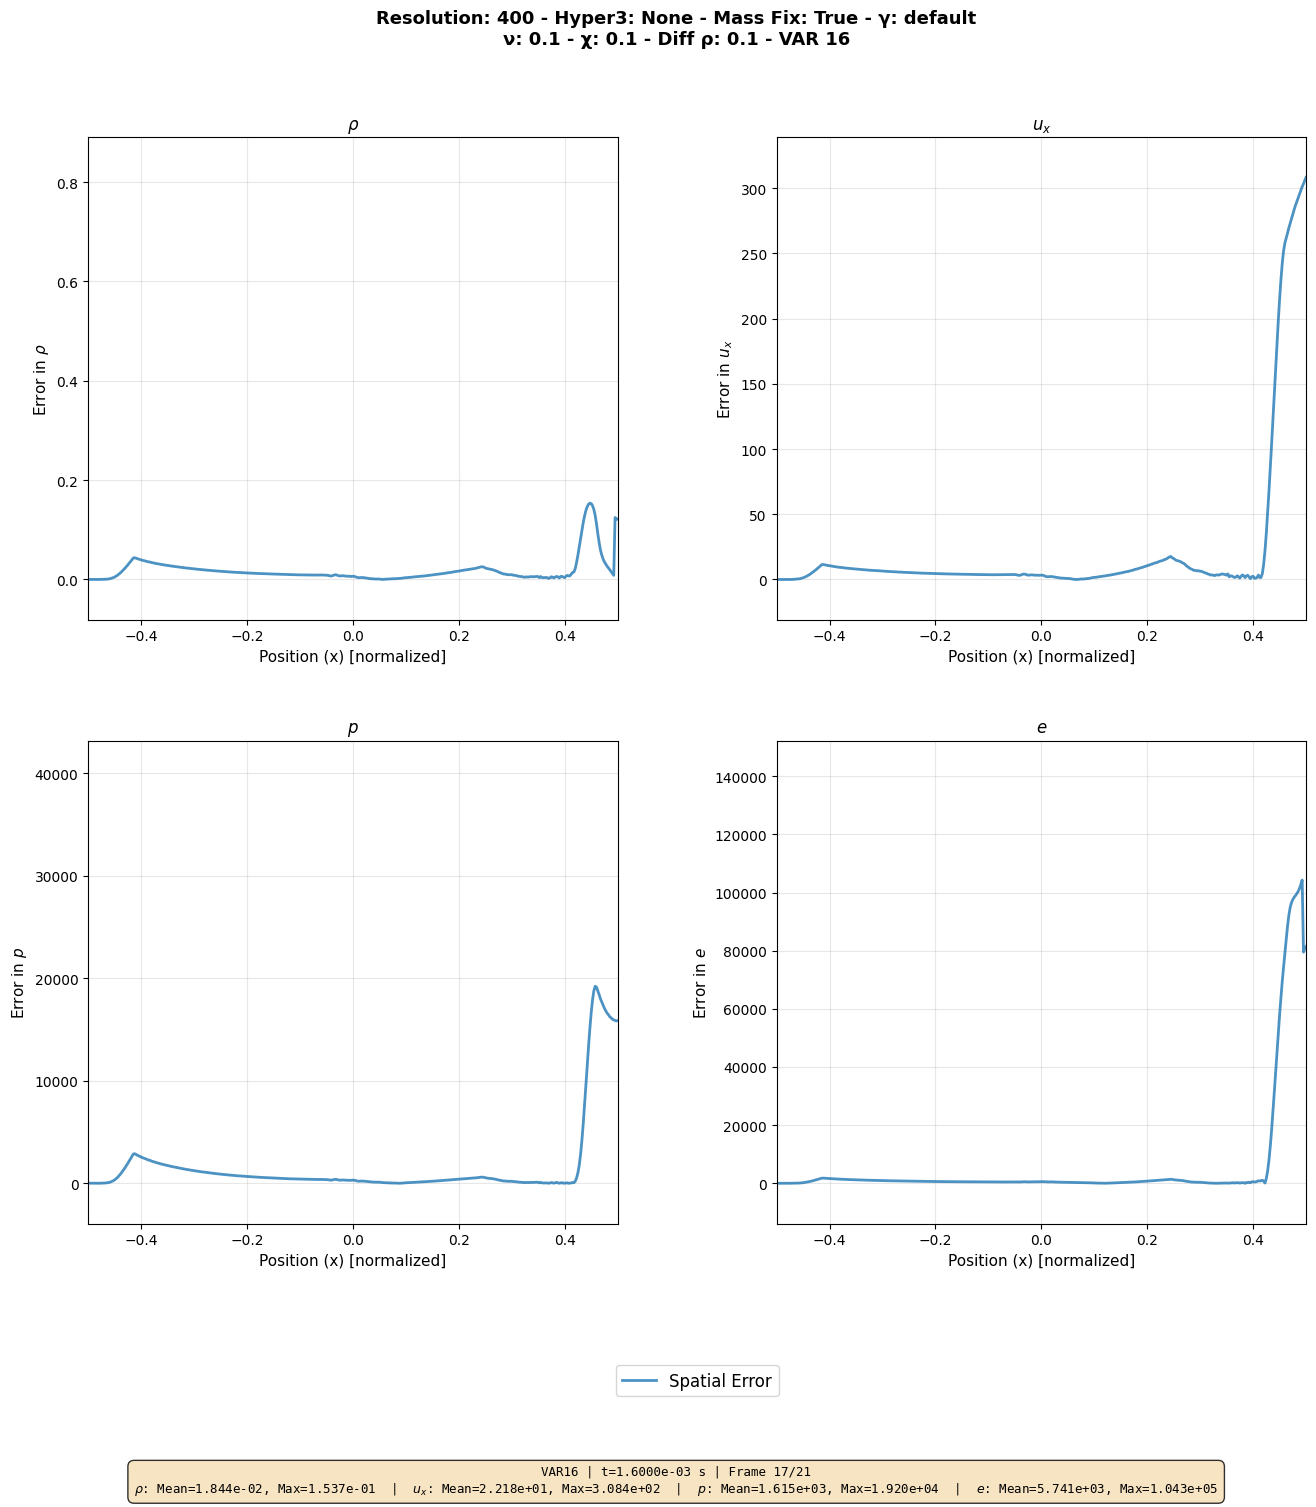 Resolution: 400 - Hyper3: None - Mass Fix: True - γ: default
ν: 0.1 - χ: 0.1 - Diff ρ: 0.1 - VAR 16
ρ
Error in ρ
0.8
0.6
0.4
0.2
0.0
−0.4 −0.2 0.0 0.2 0.4
Position (x) [normalized]
u_x
Error in u_x
300
250
200
150
100
50
0
−0.4 −0.2 0.0 0.2 0.4
Position (x) [normalized]
p
Error in p
40000
30000
20000
10000
0
−0.4 −0.2 0.0 0.2 0.4
Position (x) [normalized]
e
Error in e
140000
120000
100000
80000
60000
40000
20000
0
−0.4 −0.2 0.0 0.2 0.4
Position (x) [normalized]
Spatial Error
VAR16 | t=1.6000e-03 s | Frame 17/21
ρ: Mean=1.844e-02, Max=1.537e-01 | u_x: Mean=2.218e+01, Max=3.084e+02 | p: Mean=1.615e+03, Max=1.920e+04 | e: Mean=5.741e+03, Max=1.043e+05